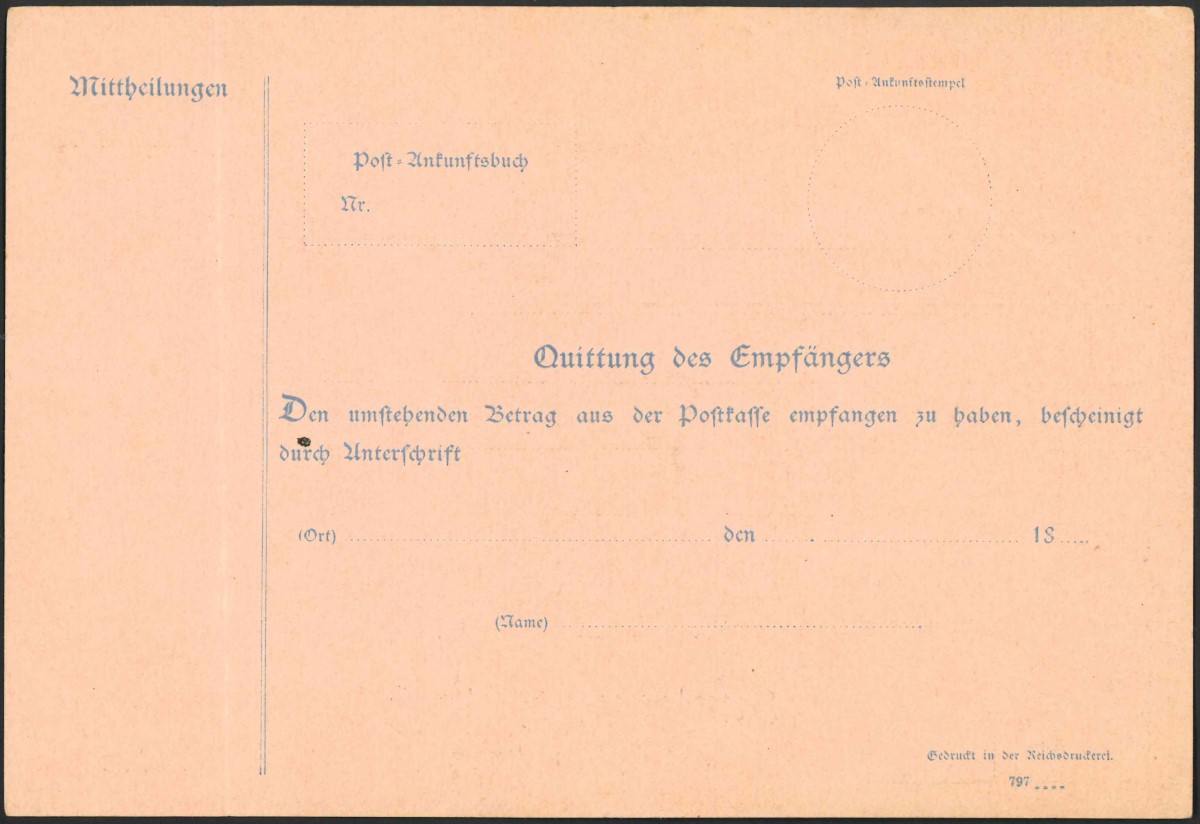 Mittheilungen
Post-Ankunftsstempel
Post-Ankunftsbuch
Nr.
Quittung des Empfängers
Den umstehenden Betrag aus der Postkasse empfangen zu haben, bescheinigt
durch Unterschrift
(Ort) den 18
(Name)
Gedruckt in der Reichsdruckerei.
797